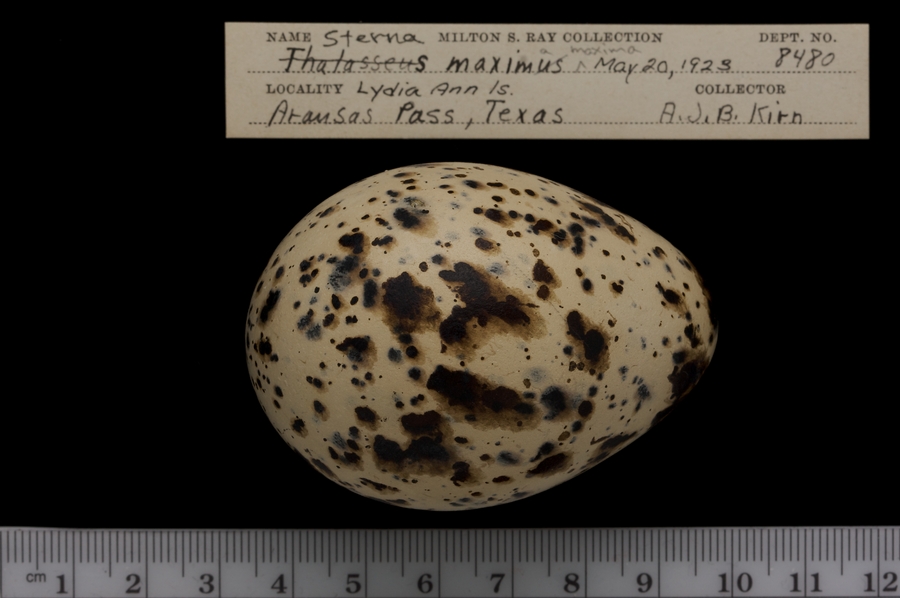 NAME Sterna MILTON S. RAY COLLECTION DEPT. NO.
Thalasseus maximus a maxima May 20, 1923 8480
LOCALITY Lydia Ann Is. COLLECTOR
Aransas Pass, Texas A.J.B. Kirn
cm 1 2 3 4 5 6 7 8 9 10 11 12